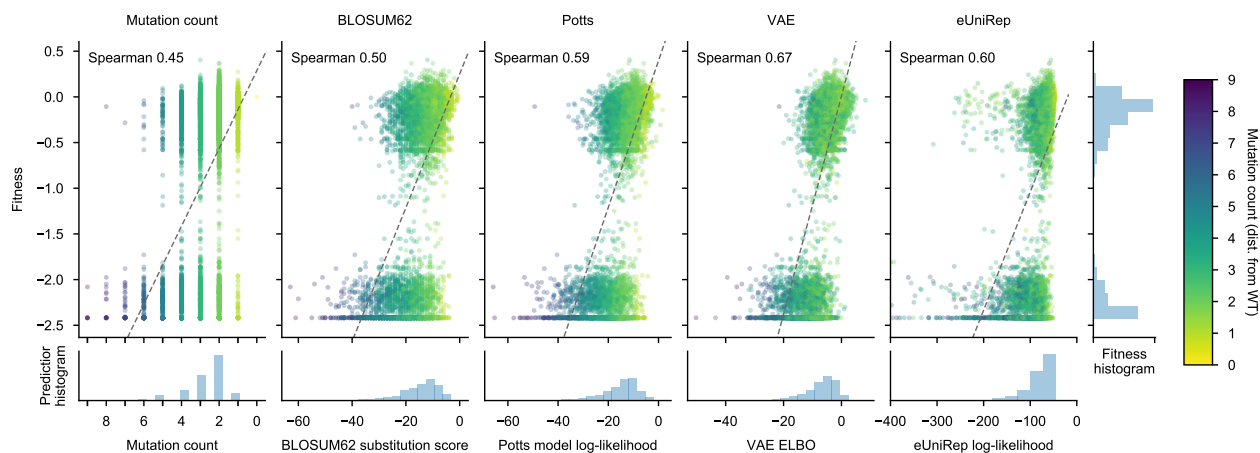 Mutation count
BLOSUM62
Potts
VAE
eUniRep
Spearman 0.45
Spearman 0.50
Spearman 0.59
Spearman 0.67
Spearman 0.60
Fitness
0.5
0.0
−0.5
−1.0
−1.5
−2.0
−2.5
Prediction
histogram
8 6 4 2 0
−60 −40 −20 0
−60 −40 −20 0
−40 −20 0
−400 −300 −200 −100 0
Mutation count
BLOSUM62 substitution score
Potts model log-likelihood
VAE ELBO
eUniRep log-likelihood
Fitness
histogram
9
8
7
6
5
4
3
2
1
0
Mutation count (dist. from WT)